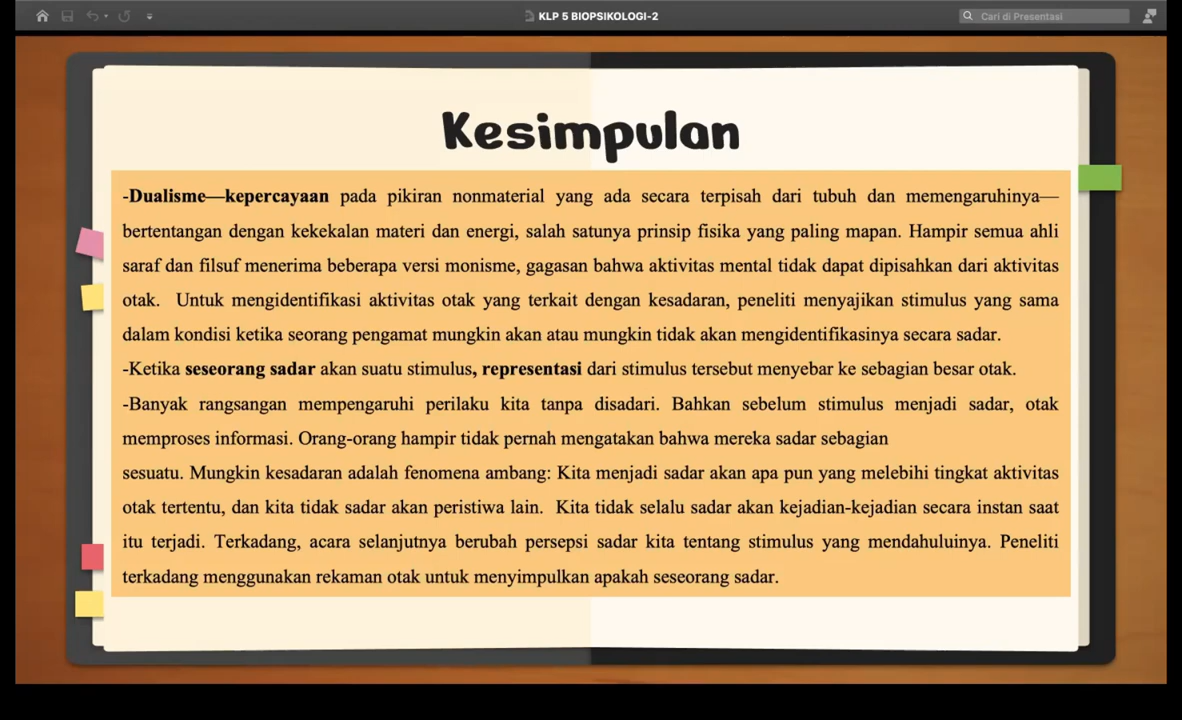 KLP 5 BIOPSIKOLOGI-2
Cari di Presentasi
Kesimpulan
-Dualisme—kepercayaan pada pikiran nonmaterial yang ada secara terpisah dari tubuh dan memengaruhinya—
bertentangan dengan kekekalan materi dan energi, salah satunya prinsip fisika yang paling mapan. Hampir semua ahli
saraf dan filsuf menerima beberapa versi monisme, gagasan bahwa aktivitas mental tidak dapat dipisahkan dari aktivitas
otak. Untuk mengidentifikasi aktivitas otak yang terkait dengan kesadaran, peneliti menyajikan stimulus yang sama
dalam kondisi ketika seorang pengamat mungkin akan atau mungkin tidak akan mengidentifikasinya secara sadar.
-Ketika seseorang sadar akan suatu stimulus, representasi dari stimulus tersebut menyebar ke sebagian besar otak.
-Banyak rangsangan mempengaruhi perilaku kita tanpa disadari. Bahkan sebelum stimulus menjadi sadar, otak
memproses informasi. Orang-orang hampir tidak pernah mengatakan bahwa mereka sadar sebagian
sesuatu. Mungkin kesadaran adalah fenomena ambang: Kita menjadi sadar akan apa pun yang melebihi tingkat aktivitas
otak tertentu, dan kita tidak sadar akan peristiwa lain. Kita tidak selalu sadar akan kejadian-kejadian secara instan saat
itu terjadi. Terkadang, acara selanjutnya berubah persepsi sadar kita tentang stimulus yang mendahuluinya. Peneliti
terkadang menggunakan rekaman otak untuk menyimpulkan apakah seseorang sadar.